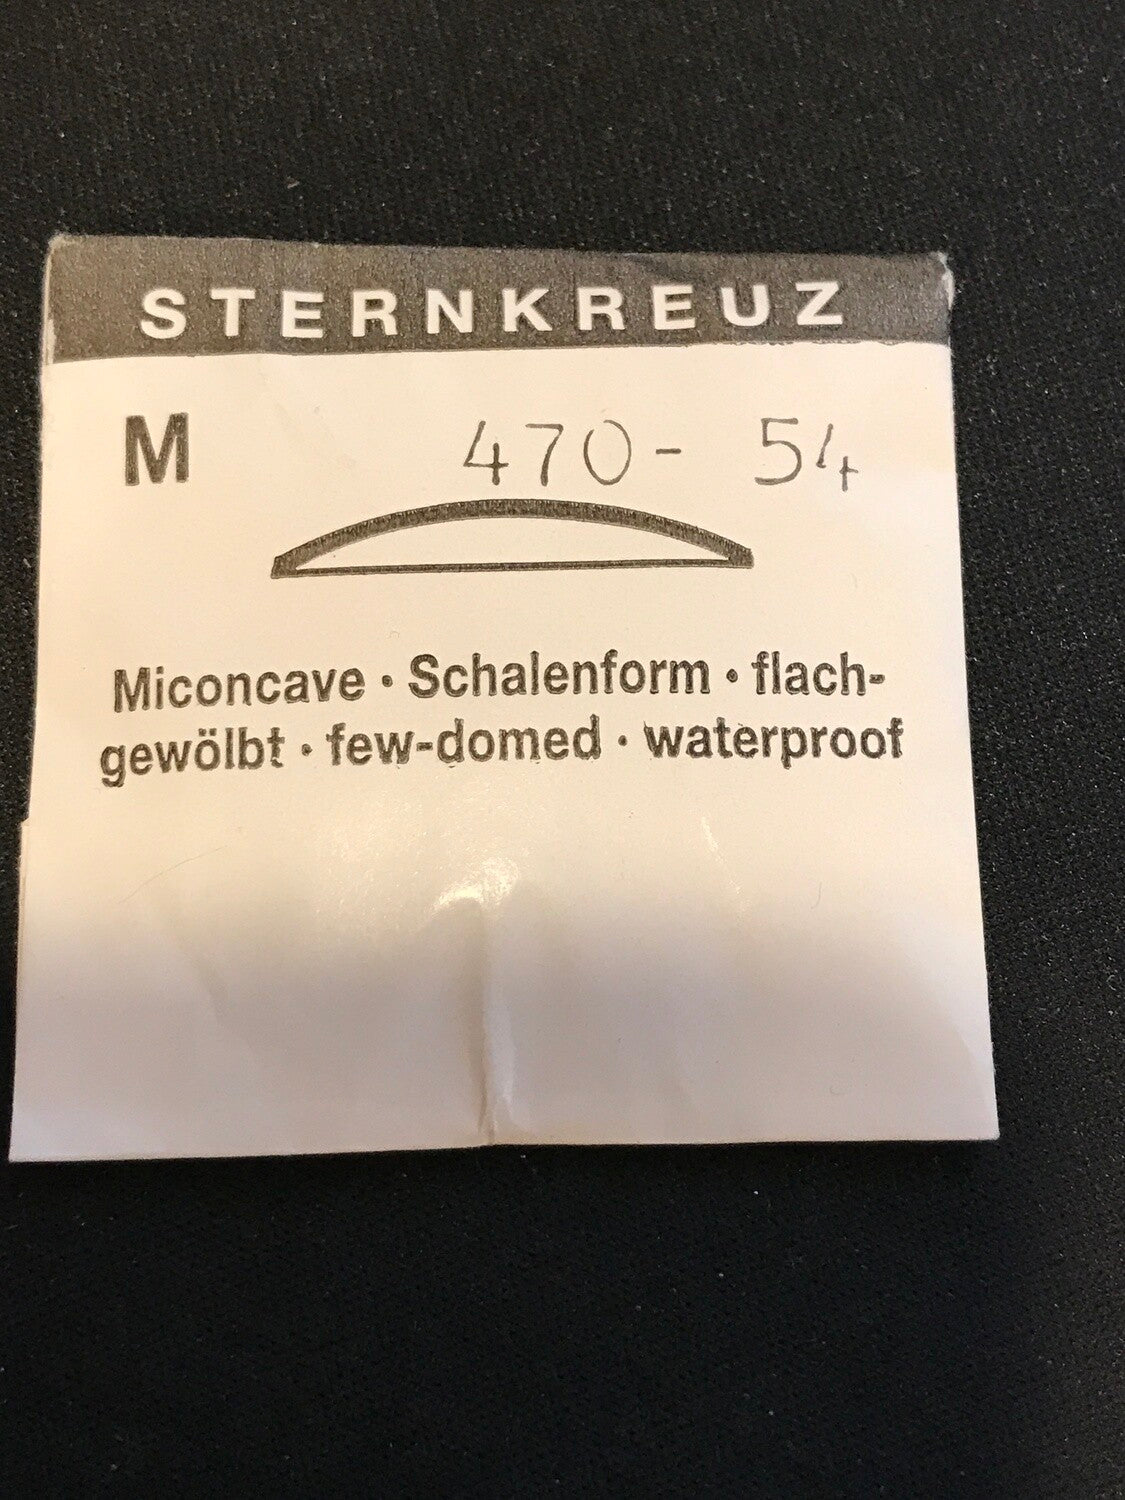 STERNKREUZ
M 470- 54
Miconcave · Schalenform · flach-
gewölbt · few-domed · waterproof